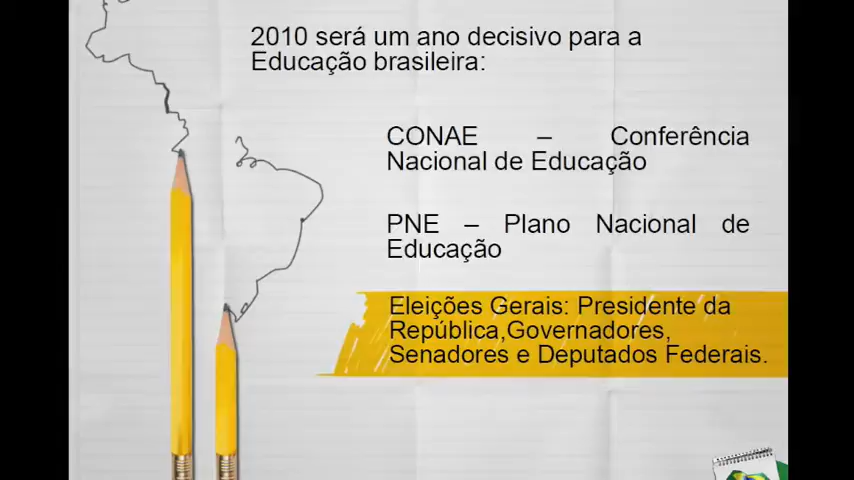 2010 será um ano decisivo para a
Educação brasileira:
CONAE – Conferência
Nacional de Educação
PNE – Plano Nacional de
Educação
Eleições Gerais: Presidente da
República,Governadores,
Senadores e Deputados Federais.